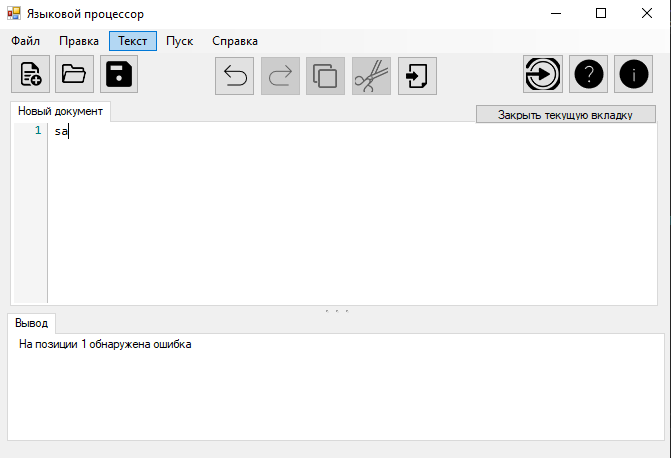 Языковой процессор
Файл Правка Текст Пуск Справка
Новый документ
Закрыть текущую вкладку
1 sa
Вывод
На позиции 1 обнаружена ошибка